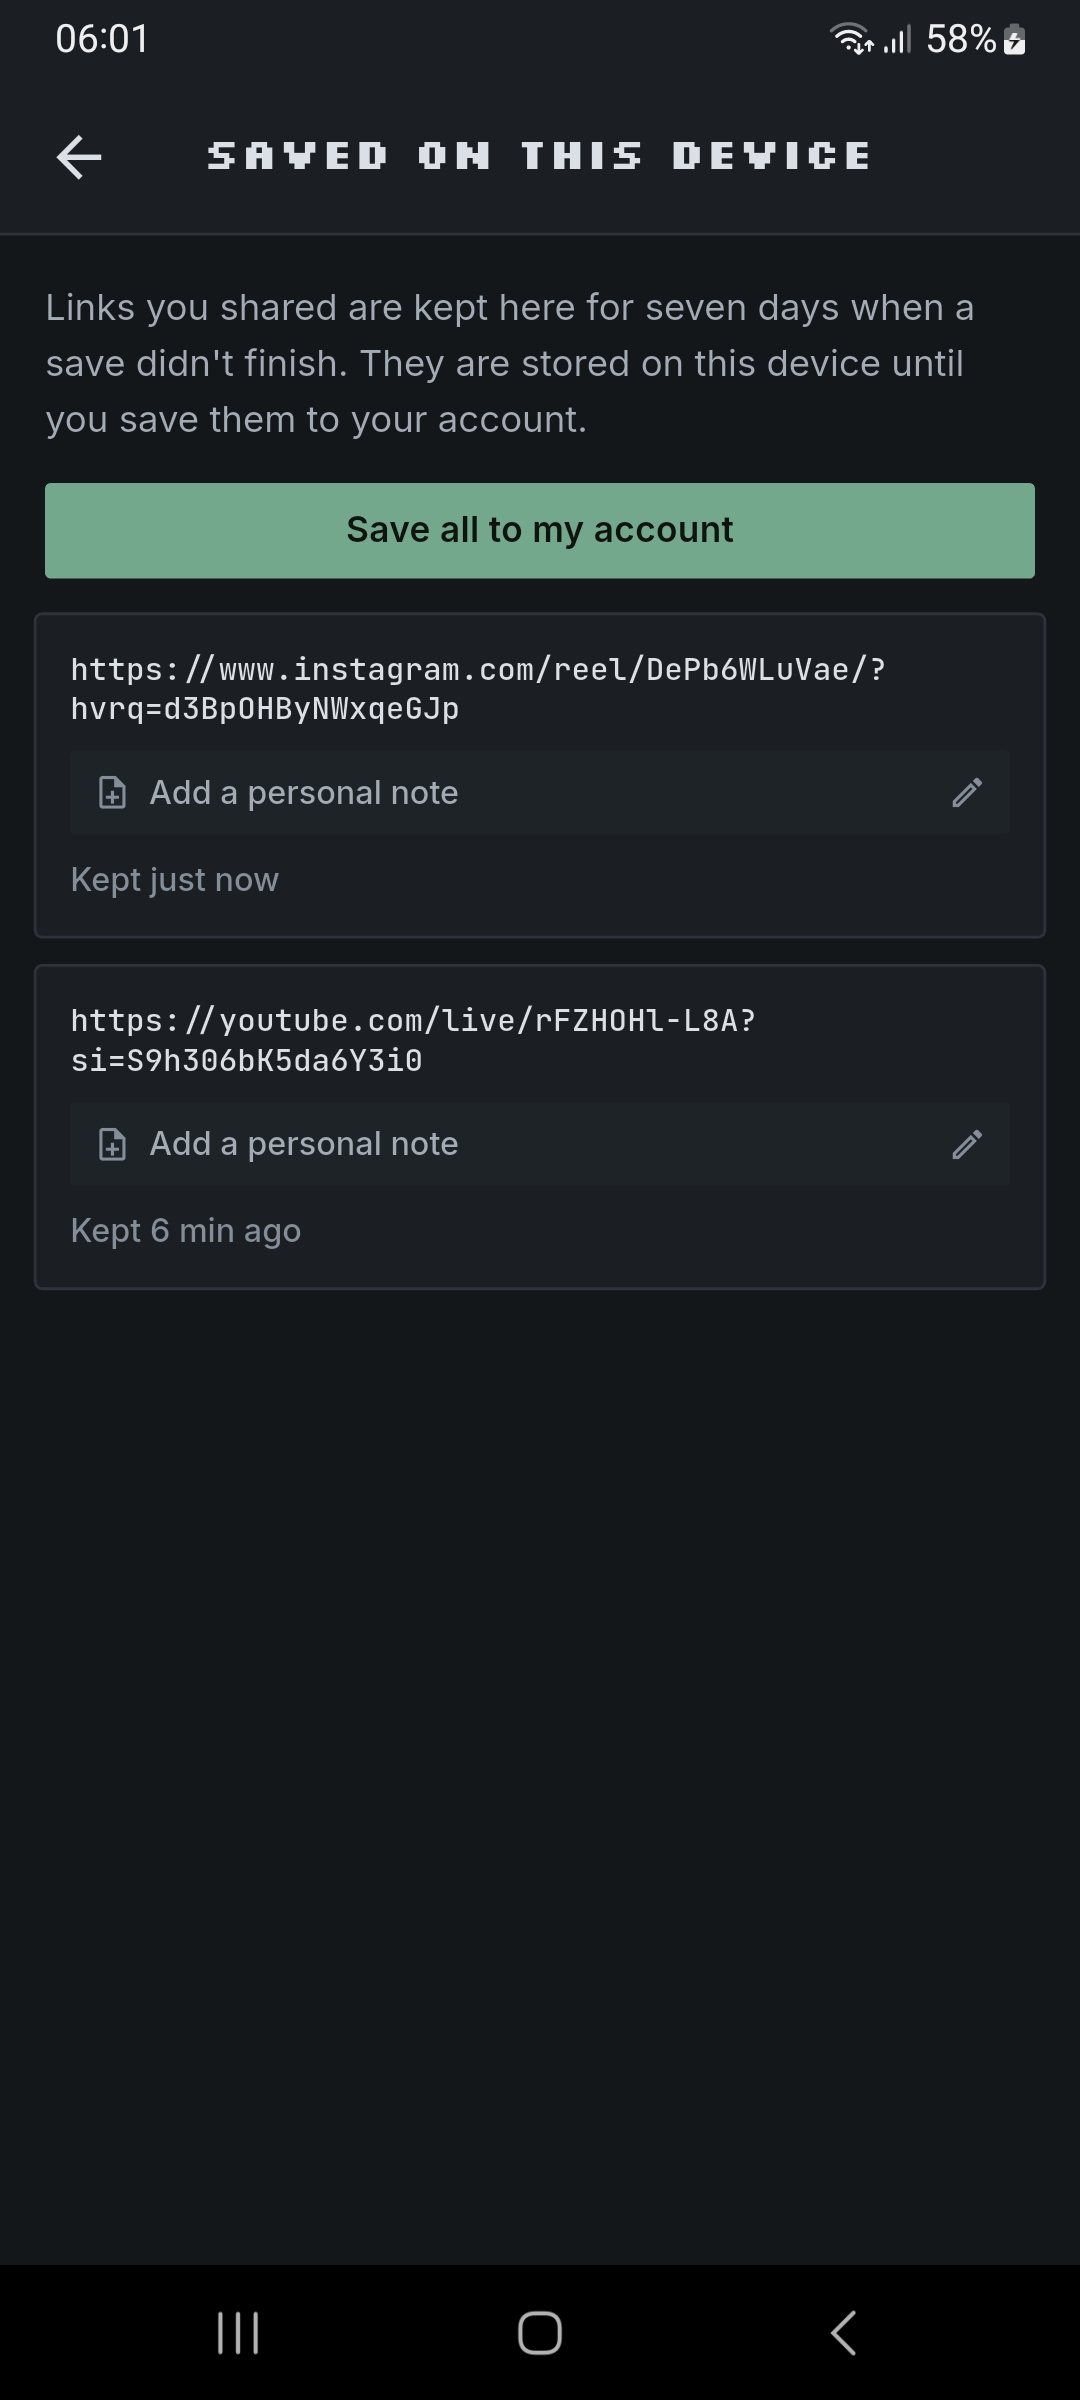 06:01
58%
SAVED ON THIS DEVICE
Links you shared are kept here for seven days when a
save didn't finish. They are stored on this device until
you save them to your account.
Save all to my account
https://www.instagram.com/reel/DePb6WLuVae/?
hvrq=d3BpOHByNWxqeGJp
Add a personal note
Kept just now
https://youtube.com/live/rFZHOHl-L8A?
si=S9h306bK5da6Y3i0
Add a personal note
Kept 6 min ago